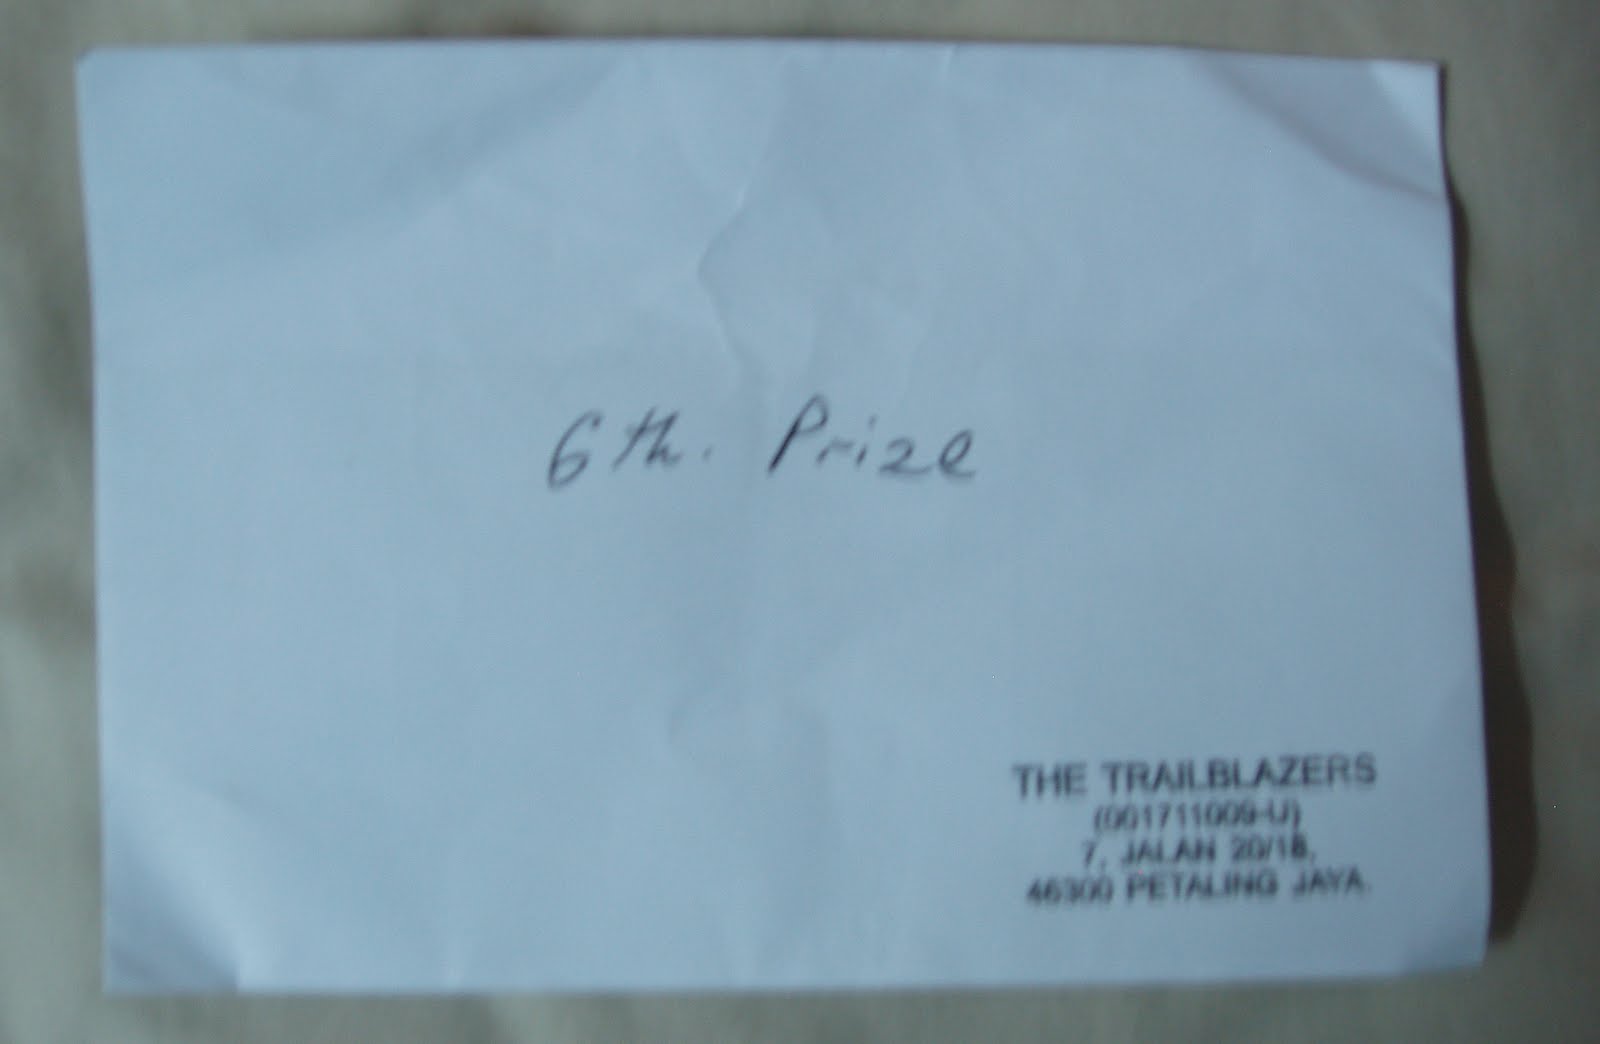 6th. Prize
THE TRAILBLAZERS
(001711009-U)
7, JALAN 20/18,
46300 PETALING JAYA.